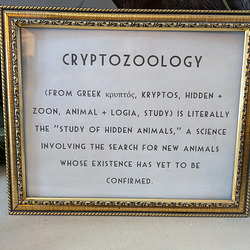 CRYPTOZOOLOGY
(FROM GREEK κρυπτός, KRYPTOS, HIDDEN +
ZOON, ANIMAL + LOGIA, STUDY) IS LITERALLY
THE "STUDY OF HIDDEN ANIMALS," A SCIENCE
INVOLVING THE SEARCH FOR NEW ANIMALS
WHOSE EXISTENCE HAS YET TO BE
CONFIRMED.